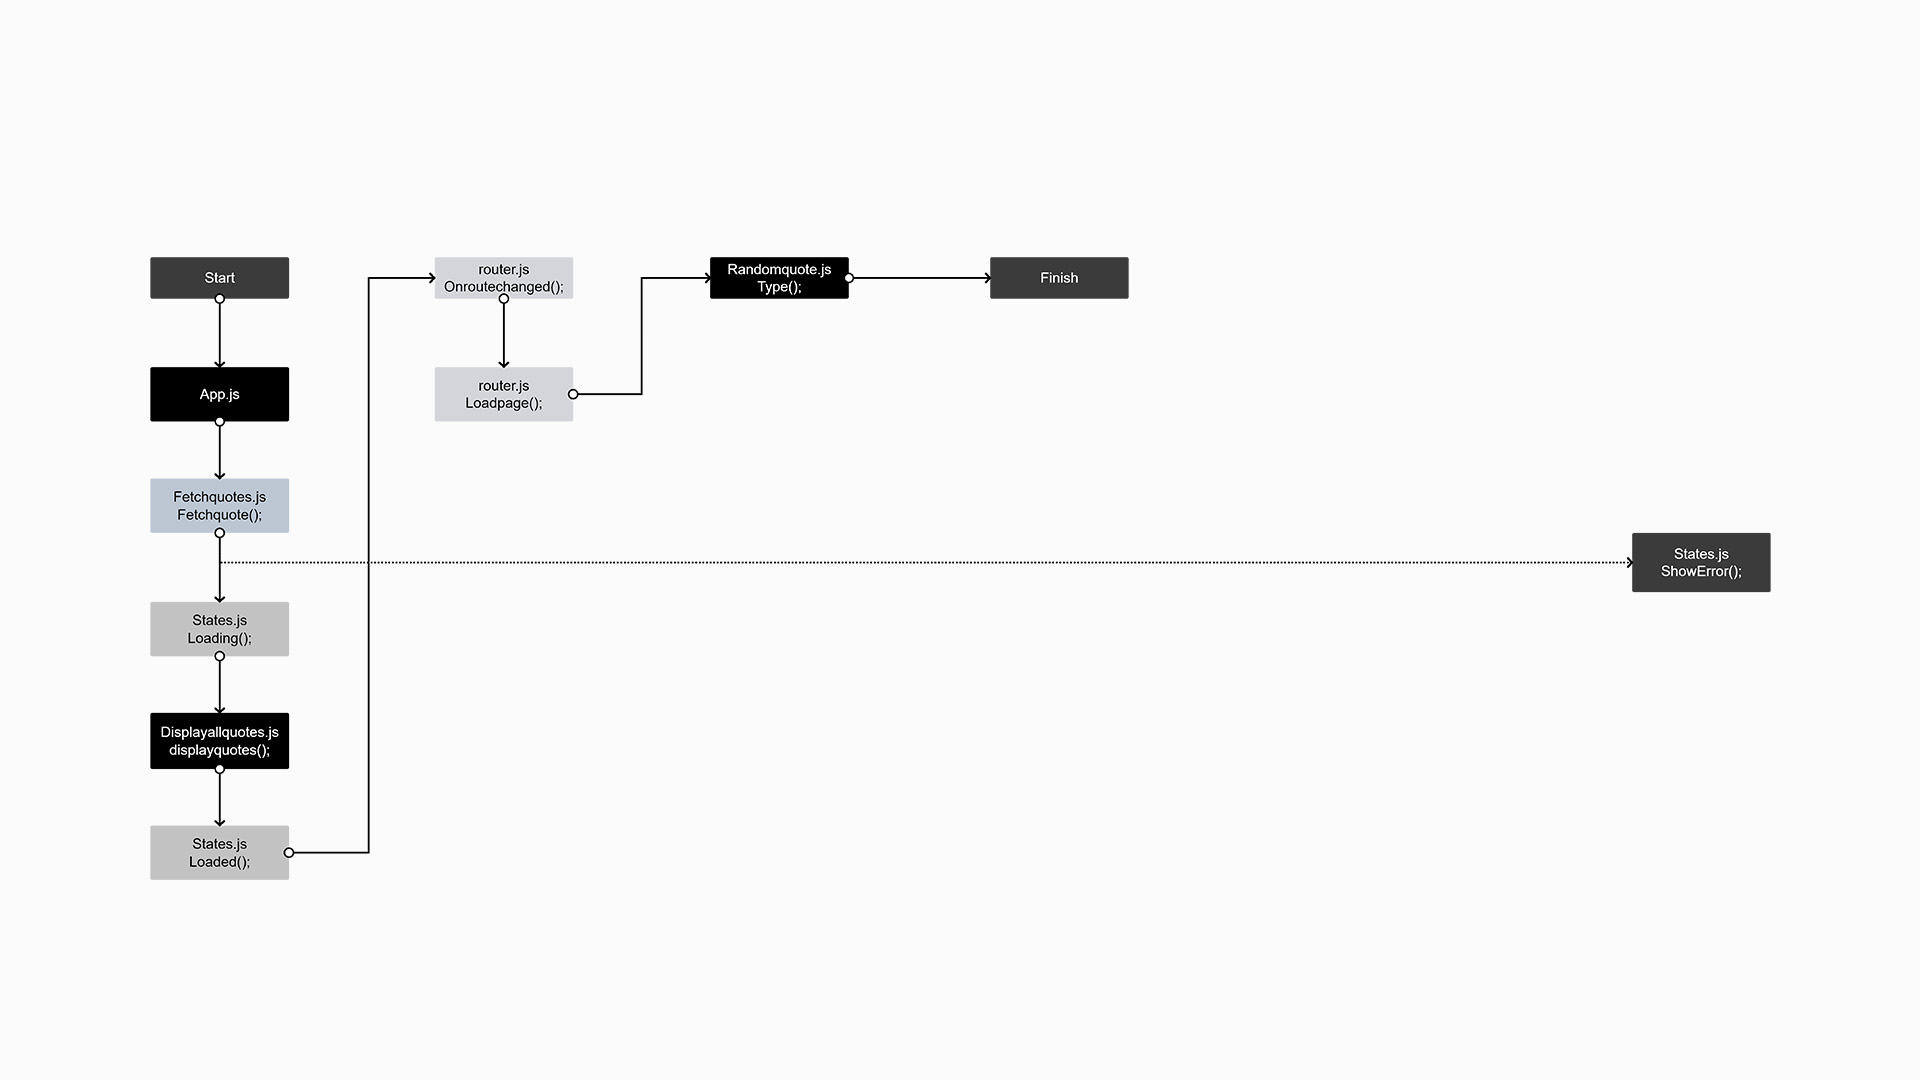 Start
App.js
Fetchquotes.js
Fetchquote();
States.js
Loading();
Displayallquotes.js
displayquotes();
States.js
Loaded();
router.js
Onroutechanged();
router.js
Loadpage();
Randomquote.js
Type();
Finish
States.js
ShowError();